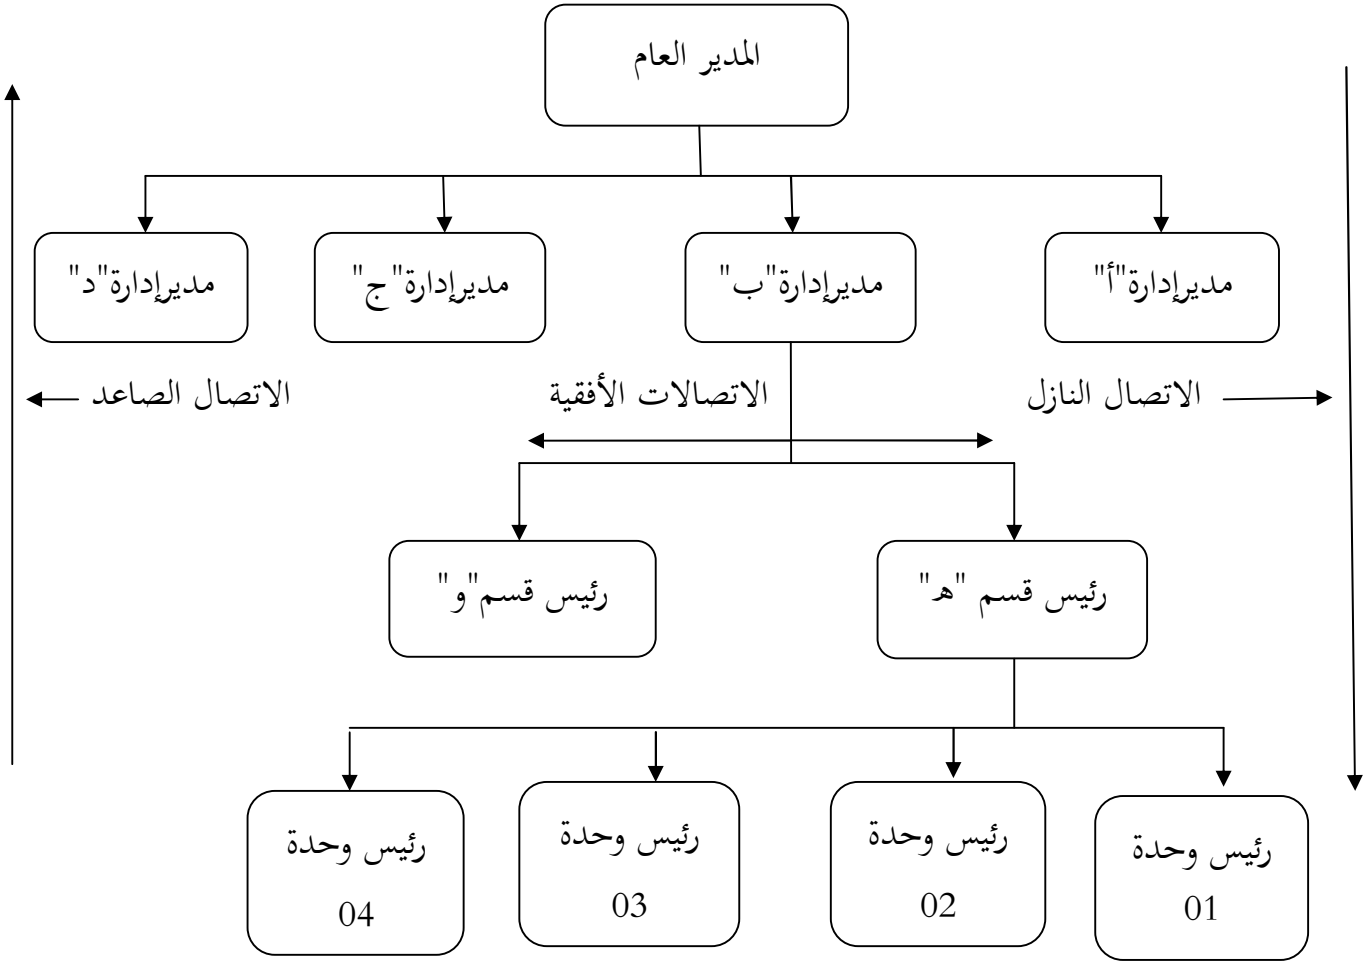 المدير العام
مديرإدارة"أ"
مديرإدارة"ب"
مديرإدارة"ج"
مديرإدارة"د"
الاتصال النازل
الاتصالات الأفقية
الاتصال الصاعد
رئيس قسم "هـ"
رئيس قسم"و"
رئيس وحدة
01
رئيس وحدة
02
رئيس وحدة
03
رئيس وحدة
04